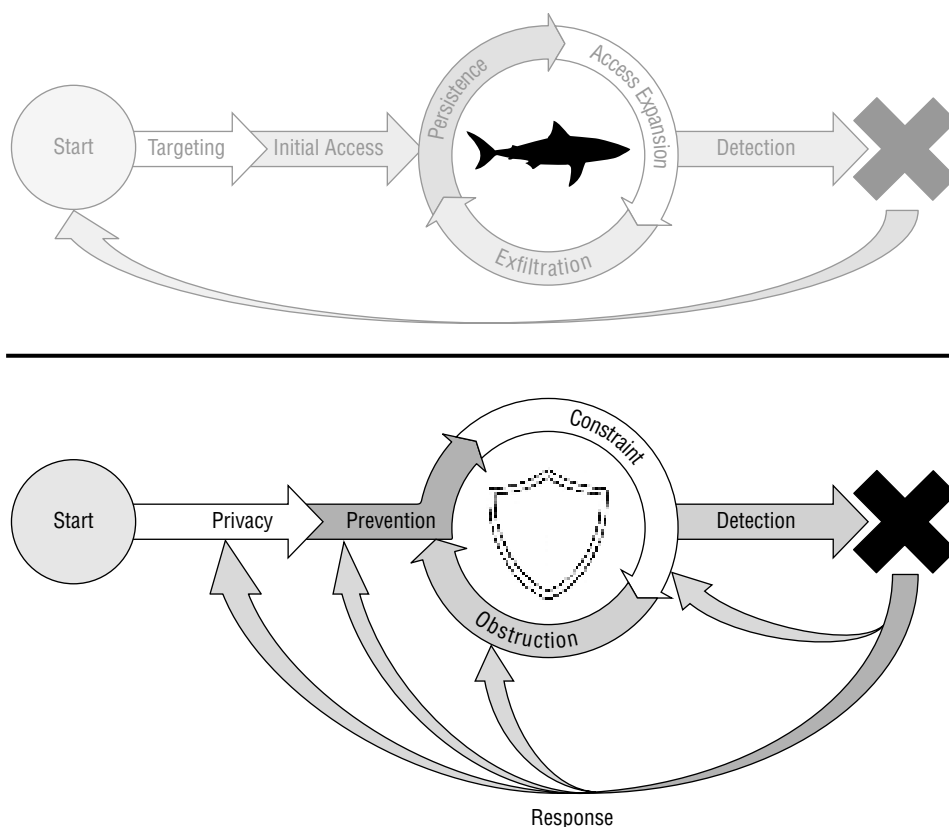 Start
Targeting
Initial Access
Persistence
Access Expansion
Exfiltration
Detection
Start
Privacy
Prevention
Constraint
Obstruction
Detection
Response